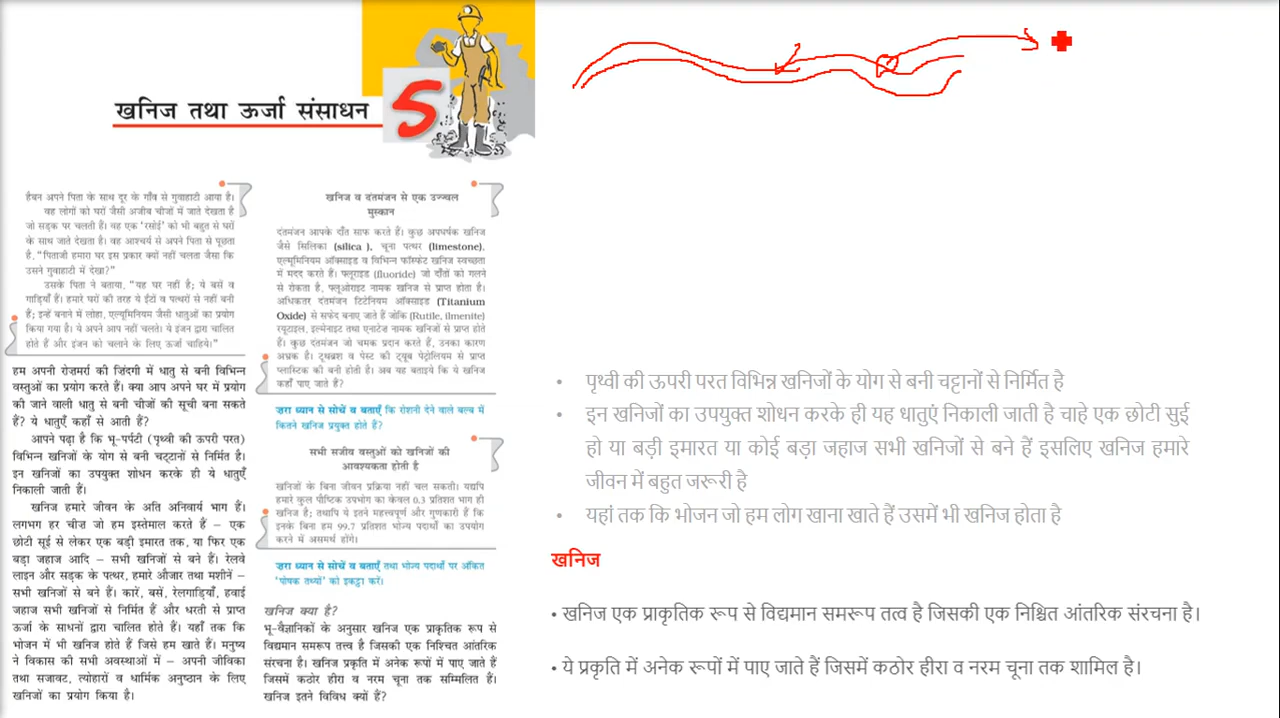 खनिज तथा ऊर्जा संसाधन
5
हैबन अपने पिता के साथ दूर के गाँव से गुवाहाटी आया है।
वह लोगों को घरों जैसी अजीब चीजों में जाते देखता है
जो सड़क पर चलती हैं। वह एक ‘रसोई’ को भी बहुत से घरों
के साथ जाते देखता है। वह आश्चर्य से अपने पिता से पूछता
है, “पिताजी हमारा घर इस प्रकार क्यों नहीं चलता जैसा कि
उसने गुवाहाटी में देखा?”
उसके पिता ने बताया, “यह घर नहीं है; ये बसें व
गाड़ियाँ हैं। हमारे घरों की तरह ये ईंटों व पत्थरों से नहीं बनी
हैं; इन्हें बनाने में लोहा, एल्यूमिनियम जैसी धातुओं का प्रयोग
किया गया है। ये अपने आप नहीं चलते। ये इंजन द्वारा चालित
होते हैं और इंजन को चलाने के लिए ऊर्जा चाहिये।”
हम अपनी रोज़मर्रा की ज़िंदगी में धातु से बनी विभिन्न
वस्तुओं का प्रयोग करते हैं। क्या आप अपने घर में प्रयोग
की जाने वाली धातु से बनी चीजों की सूची बना सकते
हैं? ये धातुएँ कहाँ से आती हैं?
आपने पढ़ा है कि भू-पर्पटी (पृथ्वी की ऊपरी परत)
विभिन्न खनिजों के योग से बनी चट्टानों से निर्मित है।
इन खनिजों का उपयुक्त शोधन करके ही ये धातुएँ
निकाली जाती हैं।
खनिज हमारे जीवन के अति अनिवार्य भाग हैं।
लगभग हर चीज़ जो हम इस्तेमाल करते हैं – एक
छोटी सूई से लेकर एक बड़ी इमारत तक, या फिर एक
बड़ा जहाज आदि – सभी खनिजों से बने हैं। रेलवे
लाइन और सड़क के पत्थर, हमारे औजार तथा मशीनें –
सभी खनिजों से बने हैं। कारें, बसें, रेलगाड़ियाँ, हवाई
जहाज सभी खनिजों से निर्मित हैं और धरती से प्राप्त
ऊर्जा के साधनों द्वारा चालित होते हैं। यहाँ तक कि
भोजन में भी खनिज होते हैं जिसे हम खाते हैं। मनुष्य
ने विकास की सभी अवस्थाओं में – अपनी जीविका
तथा सजावट, त्योहारों व धार्मिक अनुष्ठान के लिए
खनिजों का प्रयोग किया है।
खनिज व दंतमंजन से एक उज्ज्वल
मुस्कान
दंतमंजन आपके दाँत साफ करते हैं। कुछ अपघर्षक खनिज
जैसे सिलिका (silica ), चूना पत्थर (limestone),
एल्यूमिनियम ऑक्साइड व विभिन्न फॉस्फेट खनिज स्वच्छता
में मदद करते हैं। फ्लूराइड (fluoride) जो दाँतों को गलने
से रोकता है, फ्लूओराइट नामक खनिज से प्राप्त होता है।
अधिकतर दंतमंजन टिटेनियम ऑक्साइड (Titanium
Oxide) से सफेद बनाए जाते हैं जोकि (Rutile, ilmenite)
रयूटाइल, इल्मेनाइट तथा एनाटेज नामक खनिजों से प्राप्त होते
हैं। कुछ दंतमंजन जो चमक प्रदान करते हैं, उनका कारण
अभ्रक है। टूथब्रश व पेस्ट की ट्यूब पेट्रोलियम से प्राप्त
प्लास्टिक की बनी होती है। अब यह बताइये कि ये खनिज
कहाँ पाए जाते हैं?
ज़रा ध्यान से सोचें व बताएँ कि रोशनी देने वाले बल्ब में
कितने खनिज प्रयुक्त होते हैं?
सभी सजीव वस्तुओं को खनिजों की
आवश्यकता होती है
खनिजों के बिना जीवन प्रक्रिया नहीं चल सकती। यद्यपि
हमारे कुल पौष्टिक उपभोग का केवल 0.3 प्रतिशत भाग ही
खनिज है; तथापि ये इतने महत्त्वपूर्ण और गुणकारी हैं कि
इनके बिना हम 99.7 प्रतिशत भोज्य पदार्थों का उपयोग
करने में असमर्थ होंगे।
ज़रा ध्यान से सोचें व बताएँ तथा भोज्य पदार्थों पर अंकित
‘पोषक तथ्यों’ को इकट्ठा करें।
खनिज क्या है?
भू-वैज्ञानिकों के अनुसार खनिज एक प्राकृतिक रूप से
विद्यमान समरूप तत्त्व है जिसकी एक निश्चित आंतरिक
संरचना है। खनिज प्रकृति में अनेक रूपों में पाए जाते हैं
जिसमें कठोर हीरा व नरम चूना तक सम्मिलित हैं।
खनिज इतने विविध क्यों हैं?
• पृथ्वी की ऊपरी परत विभिन्न खनिजों के योग से बनी चट्टानों से निर्मित है
• इन खनिजों का उपयुक्त शोधन करके ही यह धातुएं निकाली जाती है चाहे एक छोटी सुई
हो या बड़ी इमारत या कोई बड़ा जहाज सभी खनिजों से बने हैं इसलिए खनिज हमारे
जीवन में बहुत जरूरी है
• यहां तक कि भोजन जो हम लोग खाना खाते हैं उसमें भी खनिज होता है
खनिज
• खनिज एक प्राकृतिक रूप से विद्यमान समरूप तत्व है जिसकी एक निश्चित आंतरिक संरचना है।
• ये प्रकृति में अनेक रूपों में पाए जाते हैं जिसमें कठोर हीरा व नरम चूना तक शामिल है।